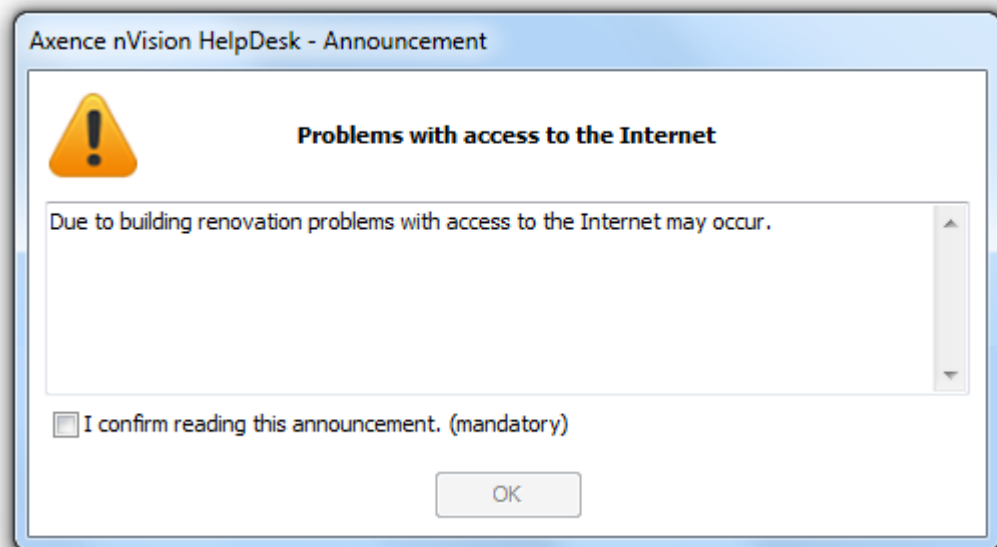 Axence nVision HelpDesk - Announcement
Problems with access to the Internet
Due to building renovation problems with access to the Internet may occur.
I confirm reading this announcement. (mandatory)
OK